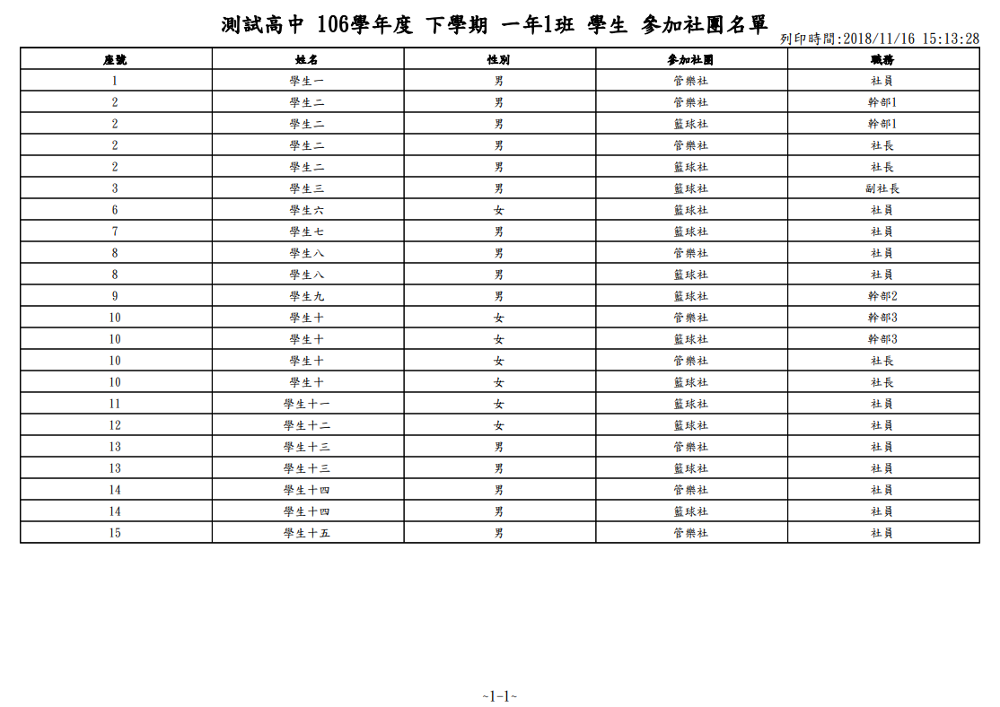 測試高中 106學年度 下學期 一年1班 學生 參加社團名單
列印時間:2018/11/16 15:13:28
座號 姓名 性別 參加社團 職務
1 學生一 男 管樂社 社員
2 學生二 男 管樂社 幹部1
2 學生二 男 籃球社 幹部1
2 學生二 男 管樂社 社長
2 學生二 男 籃球社 社長
3 學生三 男 籃球社 副社長
6 學生六 女 籃球社 社員
7 學生七 男 籃球社 社員
8 學生八 男 管樂社 社員
8 學生八 男 籃球社 社員
9 學生九 男 籃球社 幹部2
10 學生十 女 管樂社 幹部3
10 學生十 女 籃球社 幹部3
10 學生十 女 管樂社 社長
10 學生十 女 籃球社 社長
11 學生十一 女 籃球社 社員
12 學生十二 女 籃球社 社員
13 學生十三 男 管樂社 社員
13 學生十三 男 籃球社 社員
14 學生十四 男 管樂社 社員
14 學生十四 男 籃球社 社員
15 學生十五 男 管樂社 社員
~1-1~